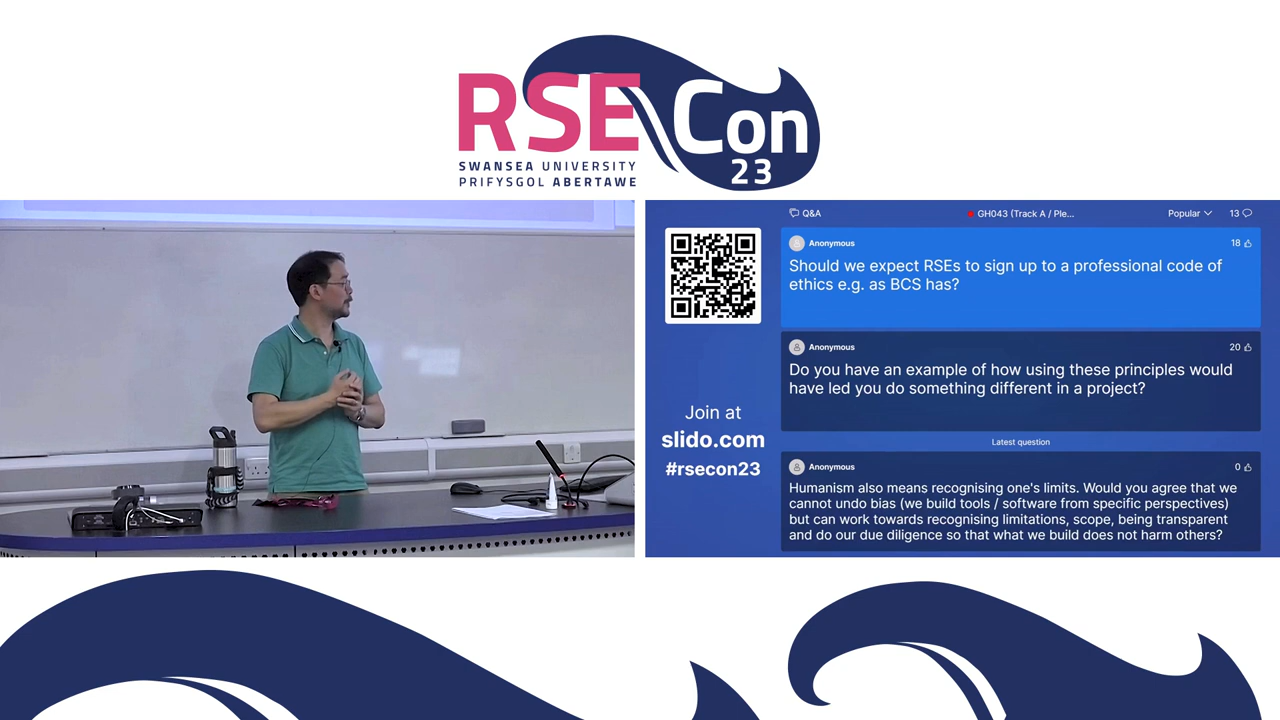 RSE Con
SWANSEA UNIVERSITY
PRIFYSGOL ABERTAWE
23
Q&A
GH043 (Track A / Ple...
Popular
13
Anonymous
18
Should we expect RSEs to sign up to a professional code of
ethics e.g. as BCS has?
Anonymous
20
Do you have an example of how using these principles would
have led you do something different in a project?
Join at
slido.com
#rsecon23
Latest question
Anonymous
0
Humanism also means recognising one's limits. Would you agree that we
cannot undo bias (we build tools / software from specific perspectives)
but can work towards recognising limitations, scope, being transparent
and do our due diligence so that what we build does not harm others?